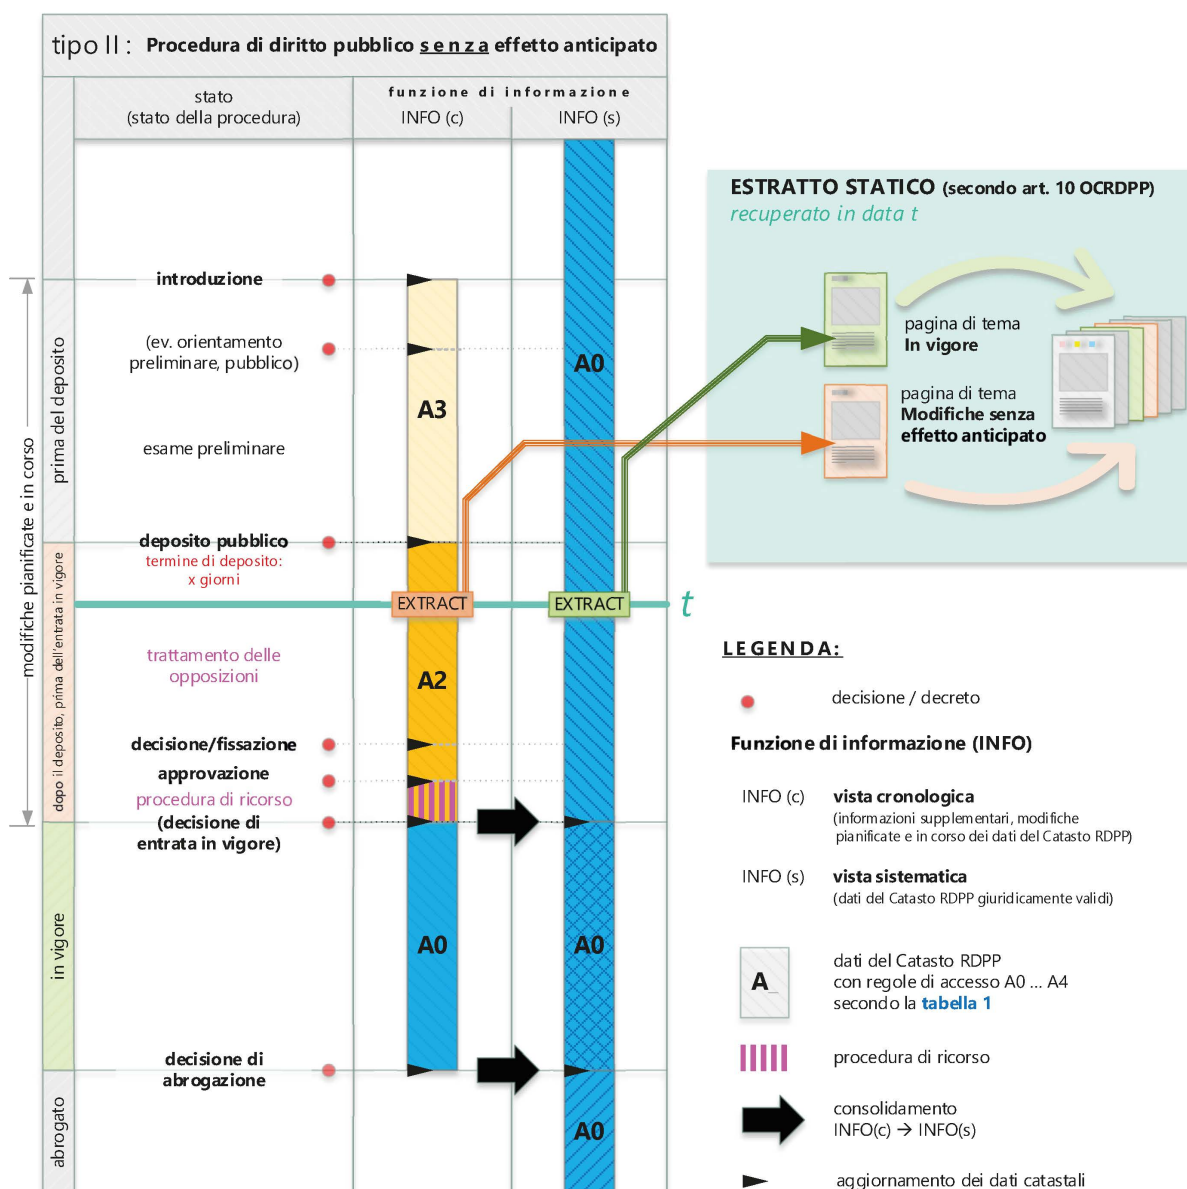 tipo II : Procedura di diritto pubblico senza effetto anticipato
stato
(stato della procedura)
funzione di informazione
INFO (c)
INFO (s)
ESTRATTO STATICO (secondo art. 10 OCRDPP)
recuperato in data t
introduzione
(ev. orientamento
preliminare, pubblico)
pagina di tema
In vigore
A0
A3
pagina di tema
Modifiche senza
effetto anticipato
esame preliminare
prima del deposito
modifiche pianificate e in corso
deposito pubblico
termine di deposito:
x giorni
EXTRACT
EXTRACT
t
dopo il deposito, prima dell'entrata in vigore
trattamento delle
opposizioni
A2
decisione/fissazione
approvazione
procedura di ricorso
(decisione di
entrata in vigore)
in vigore
A0
A0
decisione di
abrogazione
abrogato
A0
LEGENDA:
decisione / decreto
Funzione di informazione (INFO)
INFO (c)
vista cronologica
(informazioni supplementari, modifiche
pianificate e in corso dei dati del Catasto RDPP)
INFO (s)
vista sistematica
(dati del Catasto RDPP giuridicamente validi)
A_
dati del Catasto RDPP
con regole di accesso A0 ... A4
secondo la tabella 1
procedura di ricorso
consolidamento
INFO(c) → INFO(s)
aggiornamento dei dati catastali